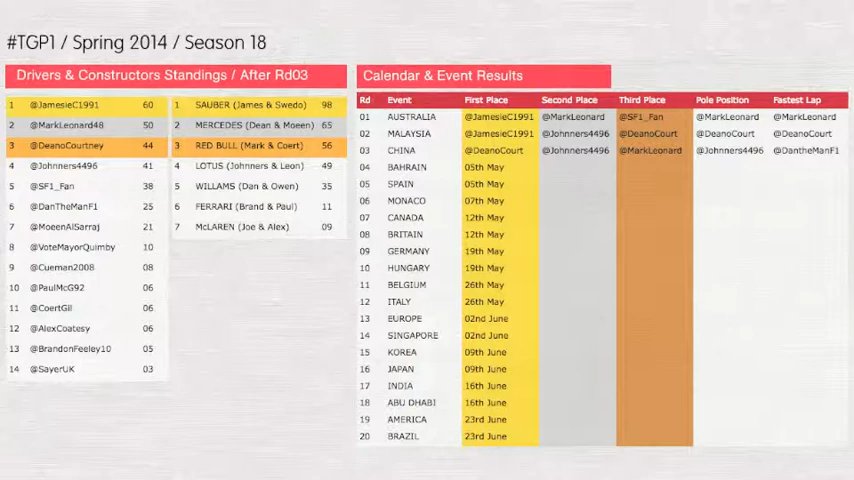 #TGP1 / Spring 2014 / Season 18
Drivers & Constructors Standings / After Rd03
1 @JamesieC1991 60
2 @MarkLeonard48 50
3 @DeanoCourtney 44
4 @Johnners4496 41
5 @SF1_Fan 38
6 @DanTheManF1 25
7 @MoeenAlSarraj 21
8 @VoteMayorQuimby 10
9 @Cueman2008 08
10 @PaulMcG92 06
11 @CoertGil 06
12 @AlexCoatesy 06
13 @BrandonFeeley10 05
14 @SayerUK 03
1 SAUBER (James & Swedo) 98
2 MERCEDES (Dean & Moeen) 65
3 RED BULL (Mark & Coert) 56
4 LOTUS (Johnners & Leon) 49
5 WILLAMS (Dan & Owen) 35
6 FERRARI (Brand & Paul) 11
7 McLAREN (Joe & Alex) 09
Calendar & Event Results
Rd Event First Place Second Place Third Place Pole Position Fastest Lap
01 AUSTRALIA @JamesieC1991 @MarkLeonard @SF1_Fan @MarkLeonard @MarkLeonard
02 MALAYSIA @JamesieC1991 @Johnners4496 @DeanoCourt @DeanoCourt @DeanoCourt
03 CHINA @DeanoCourt @Johnners4496 @MarkLeonard @Johnners4496 @DantheManF1
04 BAHRAIN 05th May
05 SPAIN 05th May
06 MONACO 07th May
07 CANADA 12th May
08 BRITAIN 12th May
09 GERMANY 19th May
10 HUNGARY 19th May
11 BELGIUM 26th May
12 ITALY 26th May
13 EUROPE 02nd June
14 SINGAPORE 02nd June
15 KOREA 09th June
16 JAPAN 09th June
17 INDIA 16th June
18 ABU DHABI 16th June
19 AMERICA 23rd June
20 BRAZIL 23rd June